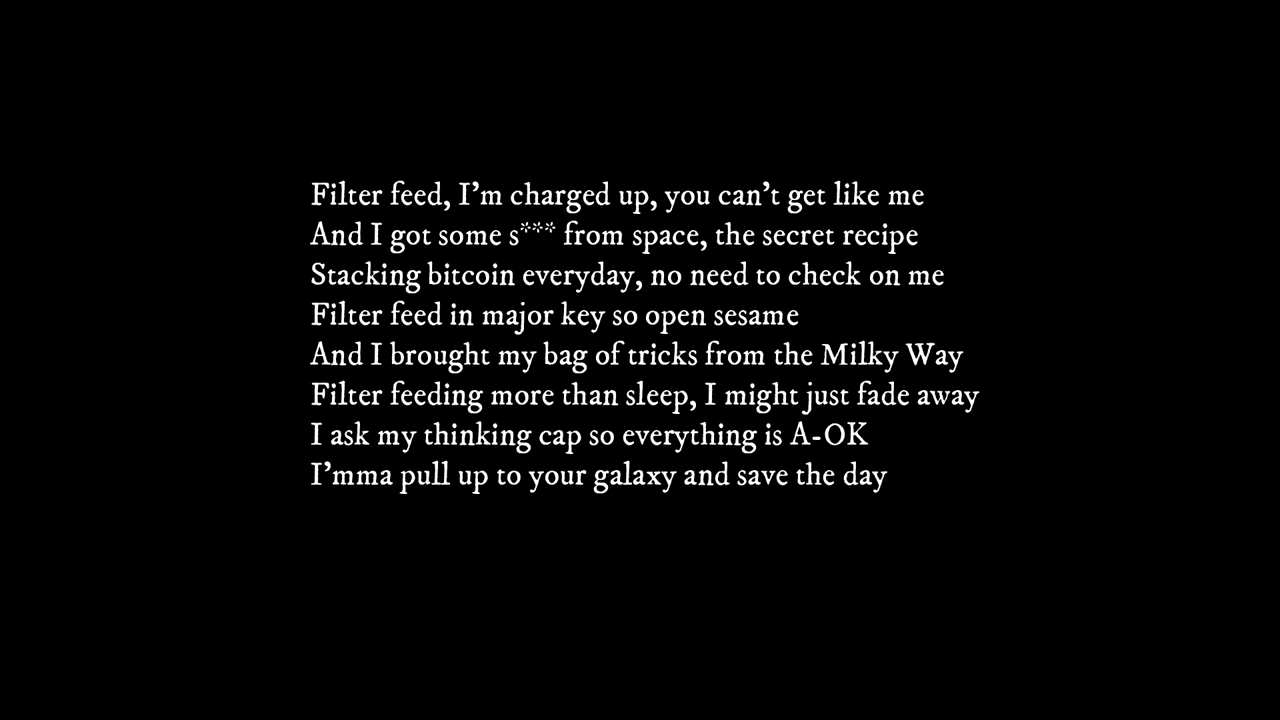 Filter feed, I’m charged up, you can’t get like me
And I got some s*** from space, the secret recipe
Stacking bitcoin everyday, no need to check on me
Filter feed in major key so open sesame
And I brought my bag of tricks from the Milky Way
Filter feeding more than sleep, I might just fade away
I ask my thinking cap so everything is A-OK
I’mma pull up to your galaxy and save the day